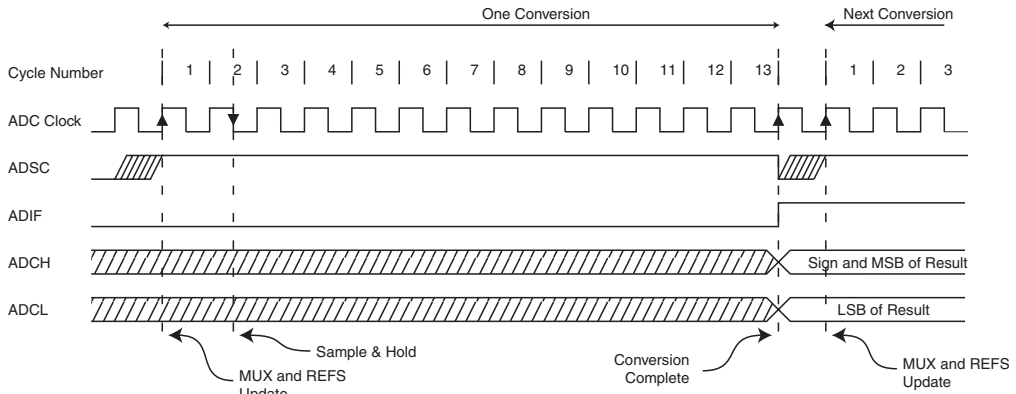 One Conversion
Next Conversion
Cycle Number
1 2 3 4 5 6 7 8 9 10 11 12 13 1 2 3
ADC Clock
ADSC
ADIF
ADCH
Sign and MSB of Result
ADCL
LSB of Result
Sample & Hold
MUX and REFS
Update
Conversion
Complete
MUX and REFS
Update